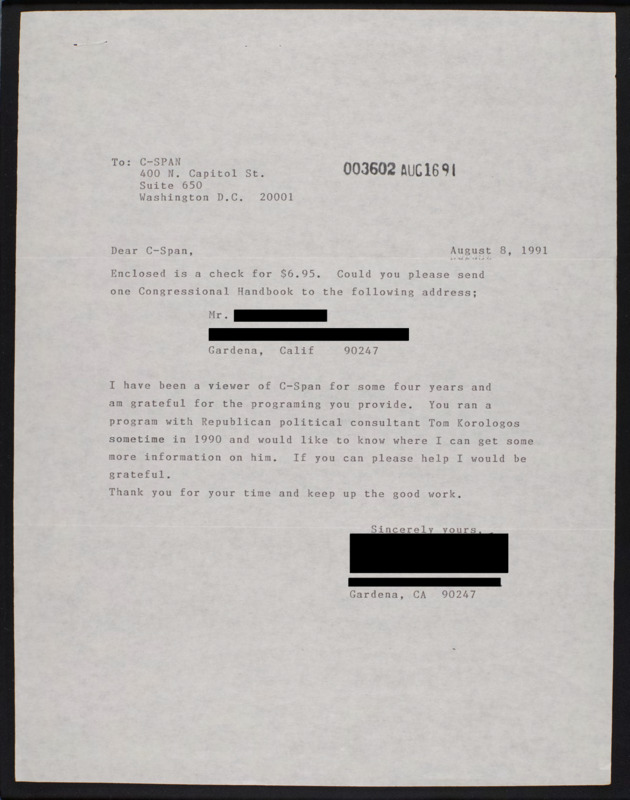 To: C-SPAN
400 N. Capitol St.
Suite 650
Washington D.C. 20001
003602 AUG 16 91
Dear C-Span,
August 8, 1991
Enclosed is a check for $6.95. Could you please send
one Congressional Handbook to the following address;
Mr.
Gardena, Calif 90247
I have been a viewer of C-Span for some four years and
am grateful for the programing you provide. You ran a
program with Republican political consultant Tom Korologos
sometime in 1990 and would like to know where I can get some
more information on him. If you can please help I would be
grateful.
Thank you for your time and keep up the good work.
Sincerely yours,
Gardena, CA 90247